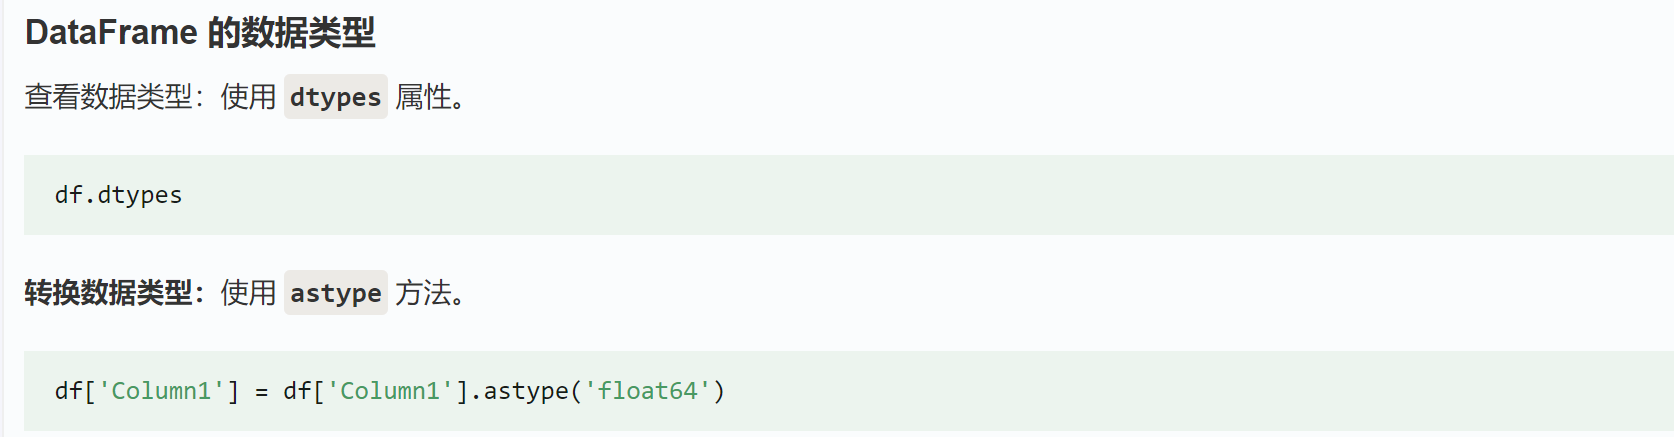 DataFrame 的数据类型
查看数据类型：使用 dtypes 属性。
df.dtypes
转换数据类型：使用 astype 方法。
df['Column1'] = df['Column1'].astype('float64')